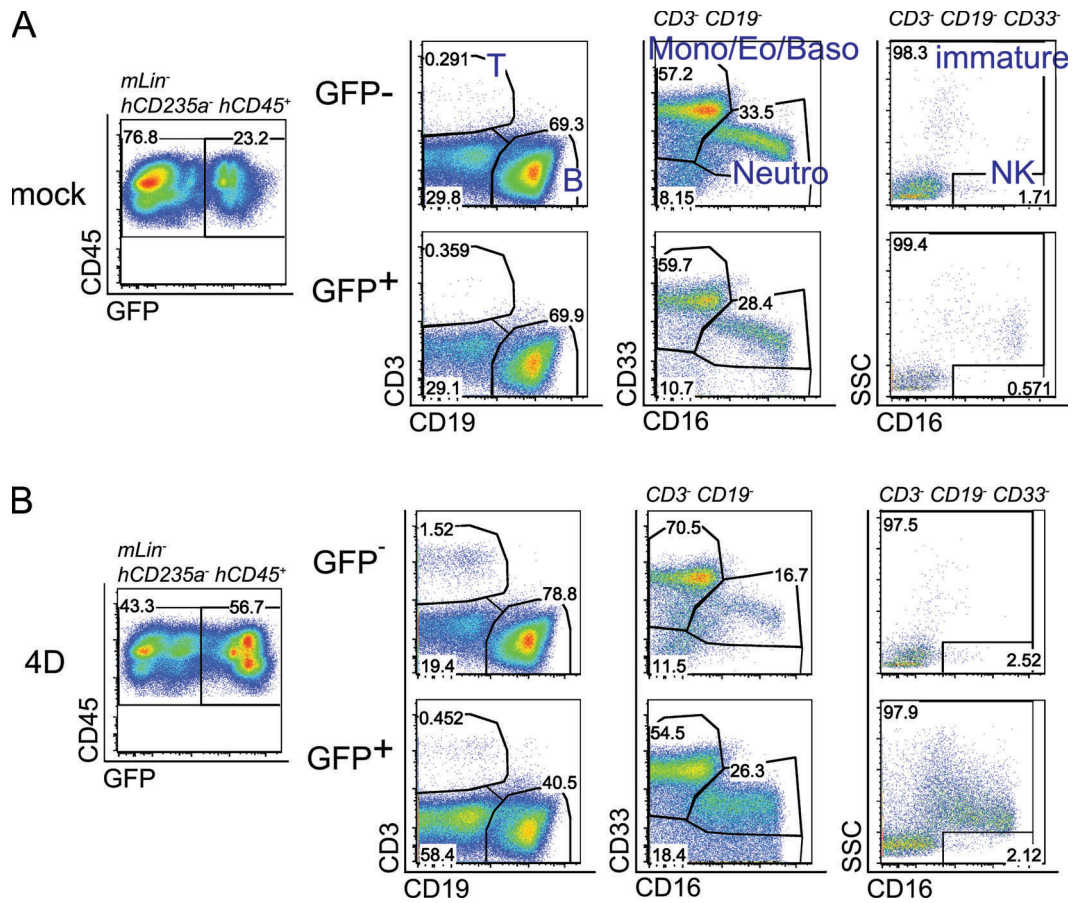 A
mLin-
hCD235a- hCD45+
76.8
23.2
mock
CD45
GFP
GFP-
0.291
T
69.3
B
29.8
CD3- CD19-
Mono/Eo/Baso
57.2
33.5
Neutro
8.15
CD3- CD19- CD33-
98.3
immature
NK
1.71
GFP+
0.359
69.9
29.1
CD3
CD19
59.7
28.4
10.7
CD33
CD16
99.4
0.571
SSC
CD16
B
mLin-
hCD235a- hCD45+
43.3
56.7
4D
CD45
GFP
GFP-
1.52
78.8
19.4
CD3- CD19-
70.5
16.7
11.5
CD3- CD19- CD33-
97.5
2.52
GFP+
0.452
40.5
58.4
CD3
CD19
54.5
26.3
18.4
CD33
CD16
97.9
2.12
SSC
CD16